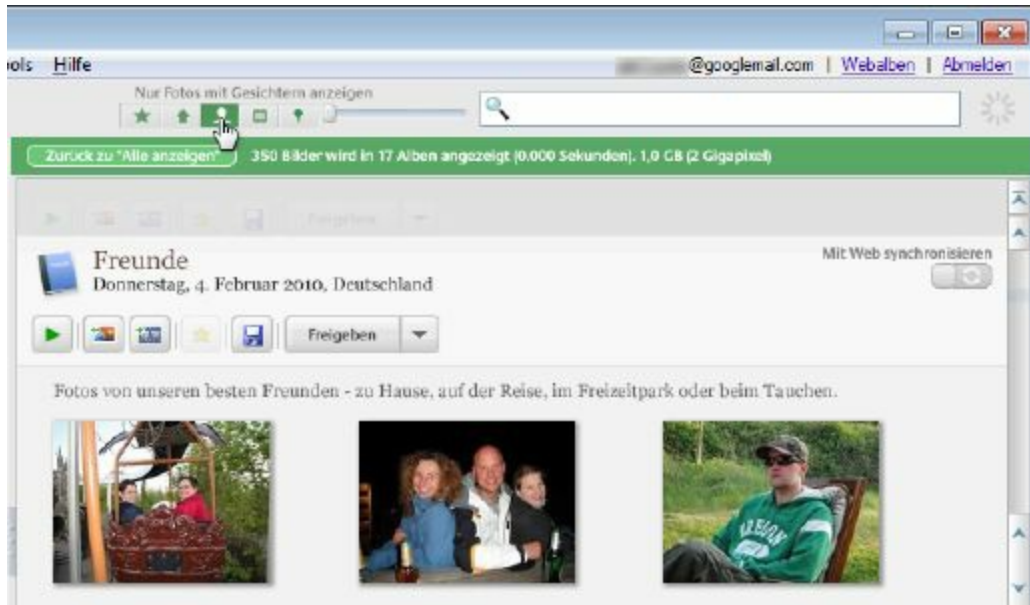 ols Hilfe
@googlemail.com | Webalben | Abmelden
Nur Fotos mit Gesichtern anzeigen
Zurück zu "Alle anzeigen" 350 Bilder wird in 17 Alben angezeigt (0.000 Sekunden). 1,0 GB (2 Gigapixel)
Freigeben
Freunde
Mit Web synchronisieren
Donnerstag, 4. Februar 2010, Deutschland
Freigeben
Fotos von unseren besten Freunden - zu Hause, auf der Reise, im Freizeitpark oder beim Tauchen.
OREGON